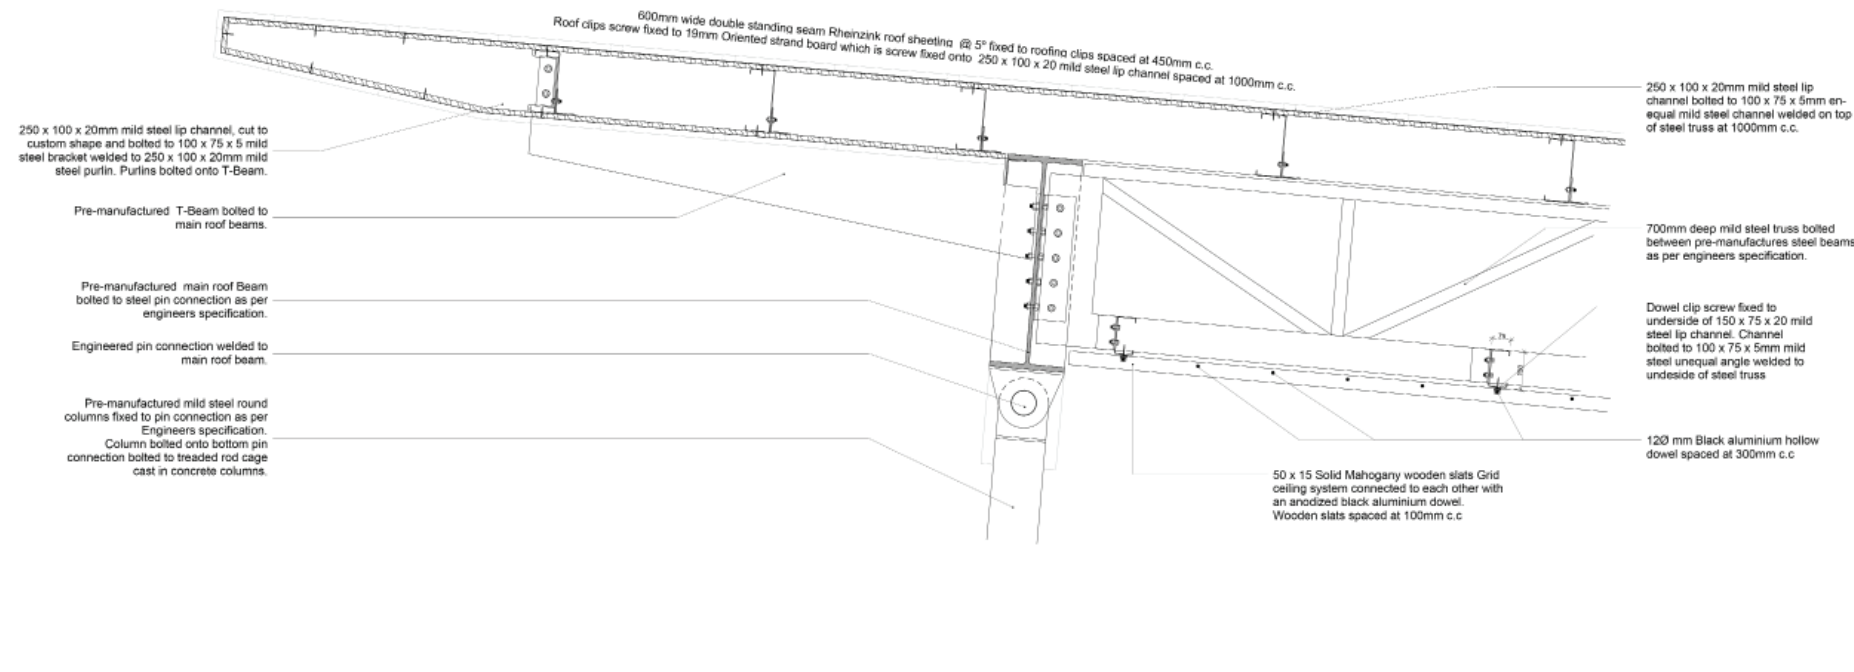 600mm wide double standing seam Rheinzink roof sheeting @ 5° fixed to roofing clips spaced at 450mm c.c.
Roof clips screw fixed to 19mm Oriented strand board which is screw fixed onto 250 x 100 x 20 mild steel lip channel spaced at 1000mm c.c.
250 x 100 x 20mm mild steel lip channel, cut to
custom shape and bolted to 100 x 75 x 5 mild
steel bracket welded to 250 x 100 x 20mm mild
steel purlin. Purlins bolted onto T-Beam.
Pre-manufactured T-Beam bolted to
main roof beams.
Pre-manufactured main roof Beam
bolted to steel pin connection as per
engineers specification.
Engineered pin connection welded to
main roof beam.
Pre-manufactured mild steel round
columns fixed to pin connection as per
Engineers specification.
Column bolted onto bottom pin
connection bolted to treaded rod cage
cast in concrete columns.
250 x 100 x 20mm mild steel lip
channel bolted to 100 x 75 x 5mm en-
equal mild steel channel welded on top
of steel truss at 1000mm c.c.
700mm deep mild steel truss bolted
between pre-manufactures steel beams
as per engineers specification.
Dowel clip screw fixed to
underside of 150 x 75 x 20 mild
steel lip channel. Channel
bolted to 100 x 75 x 5mm mild
steel unequal angle welded to
undeside of steel truss
75
150
12Ø mm Black aluminium hollow
dowel spaced at 300mm c.c
50 x 15 Solid Mahogany wooden slats Grid
ceiling system connected to each other with
an anodized black aluminium dowel.
Wooden slats spaced at 100mm c.c